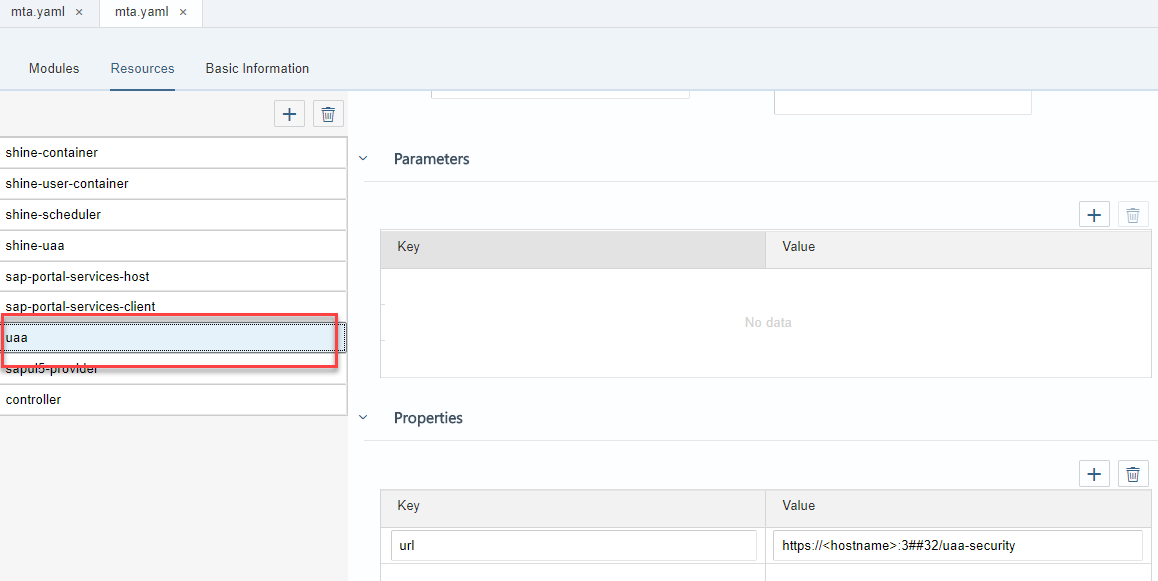 mta.yaml × mta.yaml ×
Modules Resources Basic Information
shine-container
shine-user-container
shine-scheduler
shine-uaa
sap-portal-services-host
sap-portal-services-client
uaa
sapui5-provider
controller
Parameters
Key Value
No data
Properties
Key Value
url https://<hostname>:3##32/uaa-security